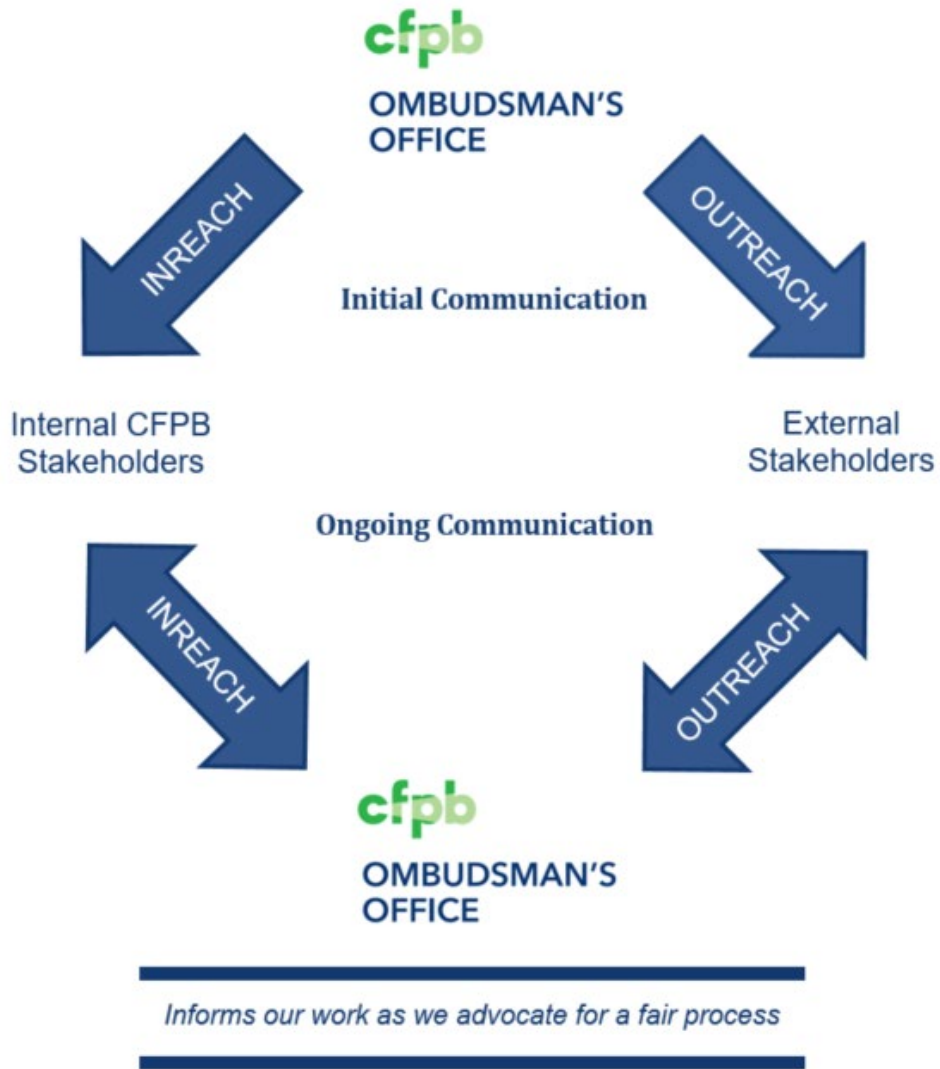 cfpb
OMBUDSMAN'S
OFFICE
INREACH
OUTREACH
Initial Communication
Internal CFPB
Stakeholders
External
Stakeholders
Ongoing Communication
INREACH
OUTREACH
cfpb
OMBUDSMAN'S
OFFICE
Informs our work as we advocate for a fair process